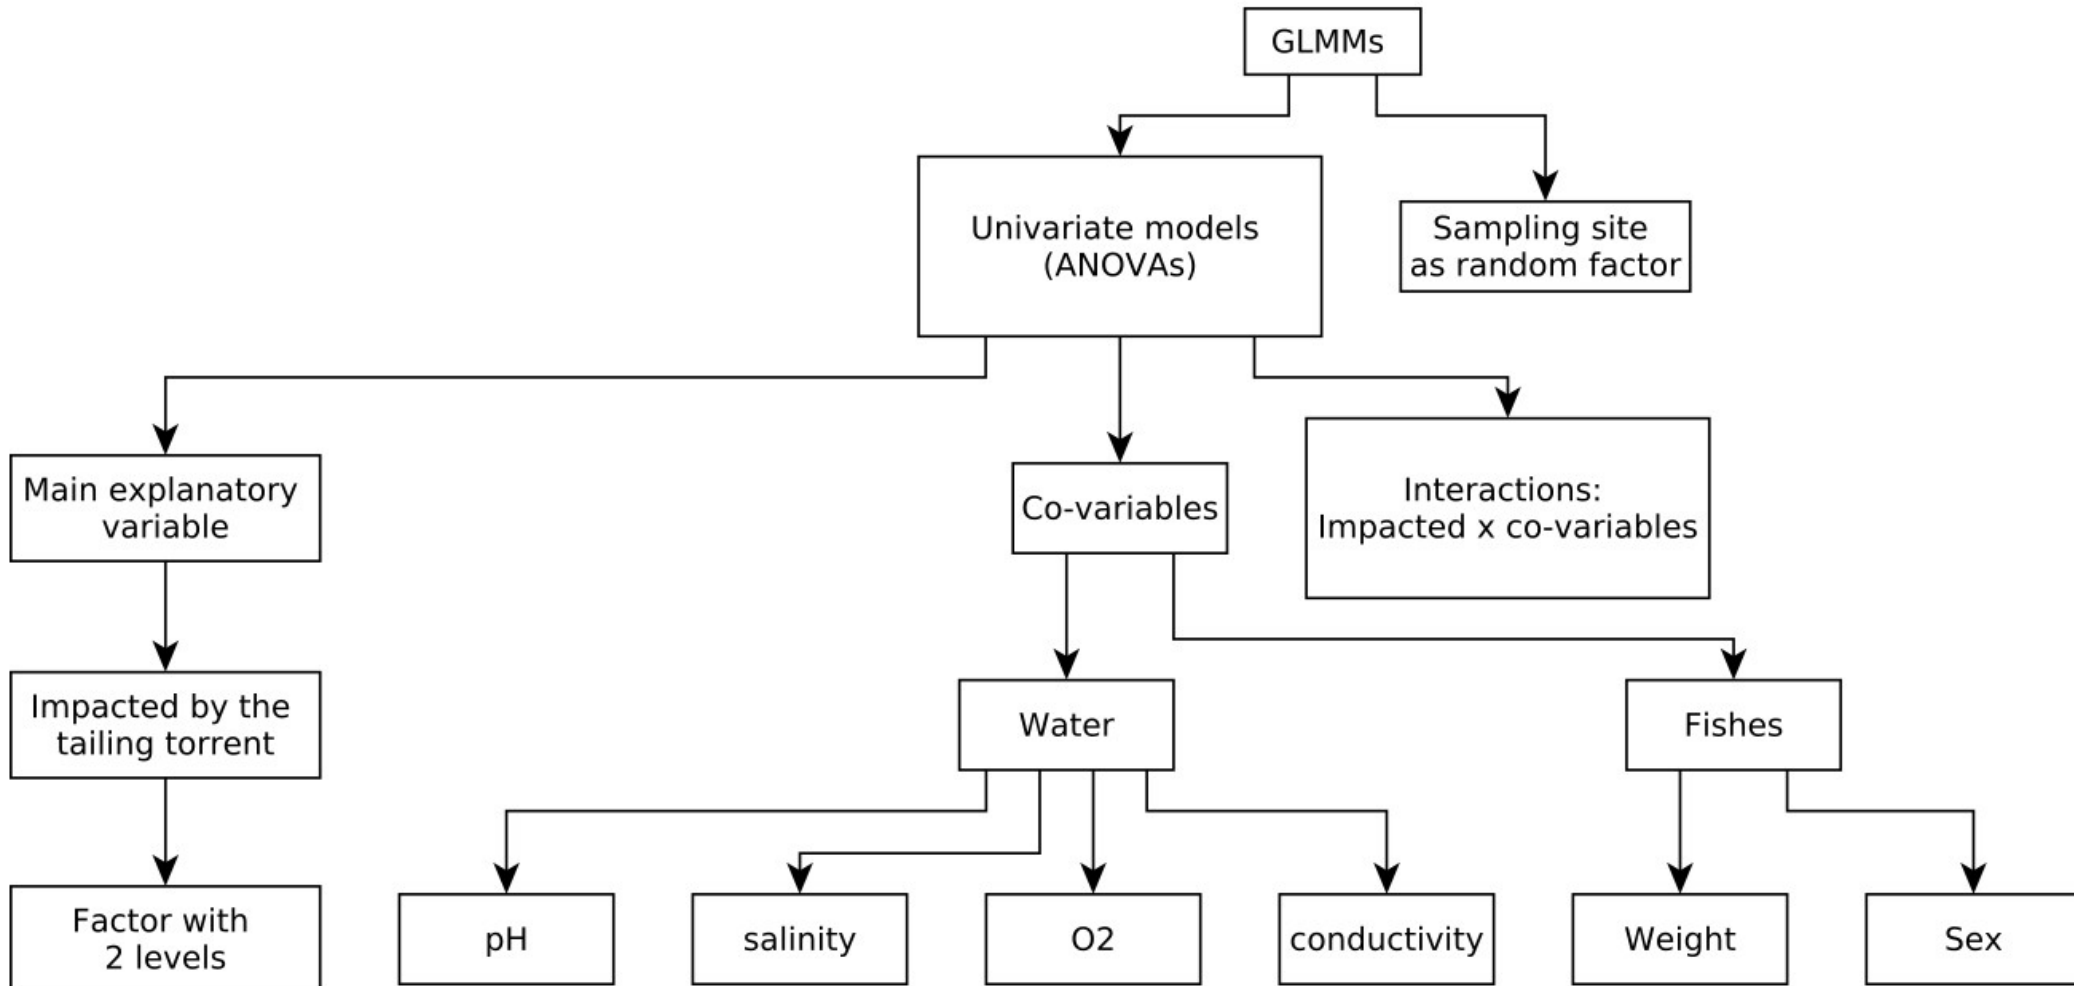 GLMMs
Univariate models
(ANOVAs)
Sampling site
as random factor
Main explanatory
variable
Co-variables
Interactions:
Impacted x co-variables
Impacted by the
tailing torrent
Water
Fishes
Factor with
2 levels
pH
salinity
O2
conductivity
Weight
Sex